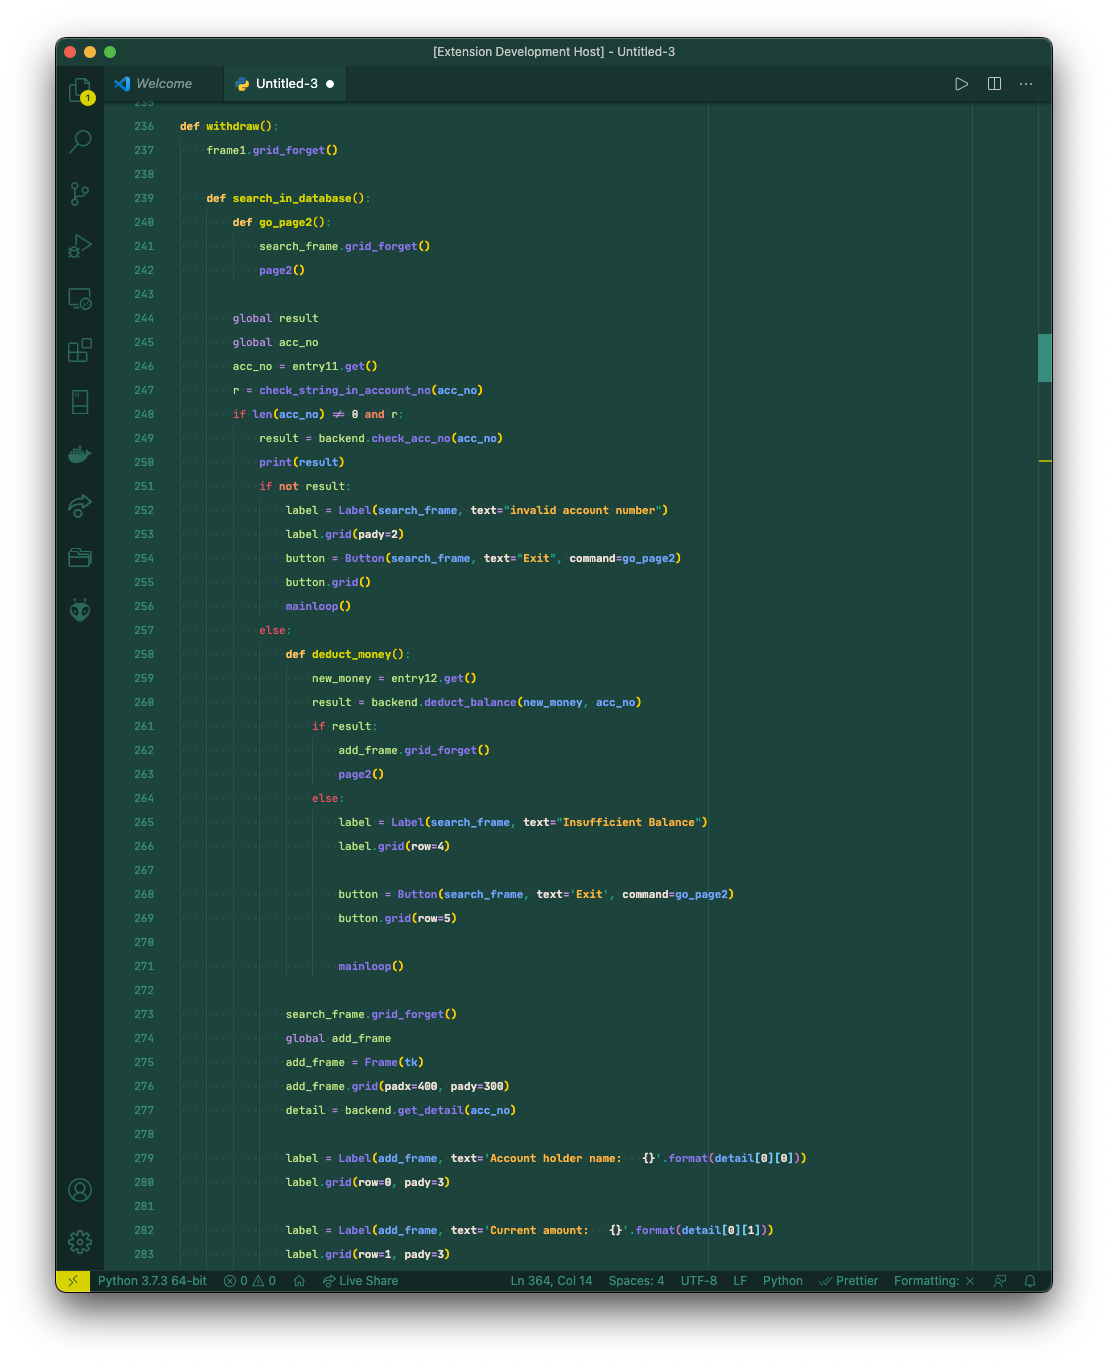 [Extension Development Host] - Untitled-3
Welcome
Untitled-3
1
235
236 def withdraw():
237     frame1.grid_forget()
238
239     def search_in_database():
240         def go_page2():
241             search_frame.grid_forget()
242             page2()
243
244         global result
245         global acc_no
246         acc_no = entry11.get()
247         r = check_string_in_account_no(acc_no)
248         if len(acc_no) != 0 and r:
249             result = backend.check_acc_no(acc_no)
250             print(result)
251             if not result:
252                 label = Label(search_frame, text="invalid account number")
253                 label.grid(pady=2)
254                 button = Button(search_frame, text="Exit", command=go_page2)
255                 button.grid()
256                 mainloop()
257             else:
258                 def deduct_money():
259                     new_money = entry12.get()
260                     result = backend.deduct_balance(new_money, acc_no)
261                     if result:
262                         add_frame.grid_forget()
263                         page2()
264                     else:
265                         label = Label(search_frame, text="Insufficient Balance")
266                         label.grid(row=4)
267
268                         button = Button(search_frame, text='Exit', command=go_page2)
269                         button.grid(row=5)
270
271                         mainloop()
272
273                 search_frame.grid_forget()
274                 global add_frame
275                 add_frame = Frame(tk)
276                 add_frame.grid(padx=400, pady=300)
277                 detail = backend.get_detail(acc_no)
278
279                 label = Label(add_frame, text='Account holder name:   {}'.format(detail[0][0]))
280                 label.grid(row=0, pady=3)
281
282                 label = Label(add_frame, text='Current amount:   {}'.format(detail[0][1]))
283                 label.grid(row=1, pady=3)
Python 3.7.3 64-bit 0 0 Live Share Ln 364, Col 14 Spaces: 4 UTF-8 LF Python Prettier Formatting: ×